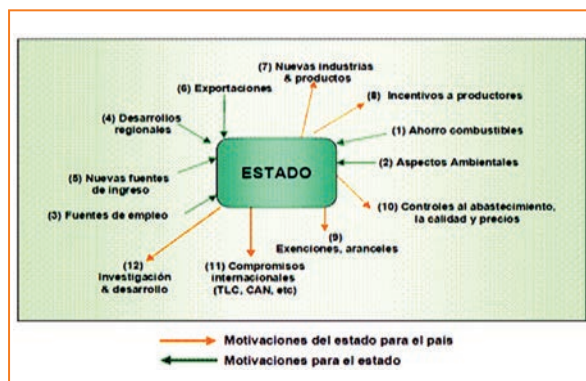 (7) Nuevas industrias
& productos
(6) Exportaciones
(8) Incentivos a productores
(4) Desarrollos
regionales
(1) Ahorro combustibles
ESTADO
(2) Aspectos Ambientales
(5) Nuevas fuentes
de ingreso
(3) Fuentes de empleo
(10) Controles al abastecimiento,
la calidad y precios
(9)
Exenciones, aranceles
(12)
Investigación
& desarrollo
(11) Compromisos
internacionales
(TLC, CAN, etc)
Motivaciones del estado para el país
Motivaciones para el estado